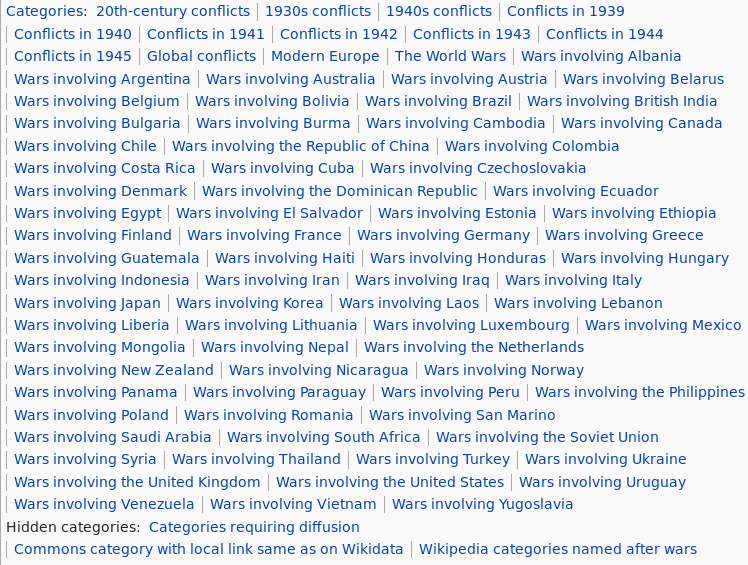 Categories: 20th-century conflicts | 1930s conflicts | 1940s conflicts | Conflicts in 1939
| Conflicts in 1940 | Conflicts in 1941 | Conflicts in 1942 | Conflicts in 1943 | Conflicts in 1944
| Conflicts in 1945 | Global conflicts | Modern Europe | The World Wars | Wars involving Albania
| Wars involving Argentina | Wars involving Australia | Wars involving Austria | Wars involving Belarus
| Wars involving Belgium | Wars involving Bolivia | Wars involving Brazil | Wars involving British India
| Wars involving Bulgaria | Wars involving Burma | Wars involving Cambodia | Wars involving Canada
| Wars involving Chile | Wars involving the Republic of China | Wars involving Colombia
| Wars involving Costa Rica | Wars involving Cuba | Wars involving Czechoslovakia
| Wars involving Denmark | Wars involving the Dominican Republic | Wars involving Ecuador
| Wars involving Egypt | Wars involving El Salvador | Wars involving Estonia | Wars involving Ethiopia
| Wars involving Finland | Wars involving France | Wars involving Germany | Wars involving Greece
| Wars involving Guatemala | Wars involving Haiti | Wars involving Honduras | Wars involving Hungary
| Wars involving Indonesia | Wars involving Iran | Wars involving Iraq | Wars involving Italy
| Wars involving Japan | Wars involving Korea | Wars involving Laos | Wars involving Lebanon
| Wars involving Liberia | Wars involving Lithuania | Wars involving Luxembourg | Wars involving Mexico
| Wars involving Mongolia | Wars involving Nepal | Wars involving the Netherlands
| Wars involving New Zealand | Wars involving Nicaragua | Wars involving Norway
| Wars involving Panama | Wars involving Paraguay | Wars involving Peru | Wars involving the Philippines
| Wars involving Poland | Wars involving Romania | Wars involving San Marino
| Wars involving Saudi Arabia | Wars involving South Africa | Wars involving the Soviet Union
| Wars involving Syria | Wars involving Thailand | Wars involving Turkey | Wars involving Ukraine
| Wars involving the United Kingdom | Wars involving the United States | Wars involving Uruguay
| Wars involving Venezuela | Wars involving Vietnam | Wars involving Yugoslavia
Hidden categories: Categories requiring diffusion
| Commons category with local link same as on Wikidata | Wikipedia categories named after wars